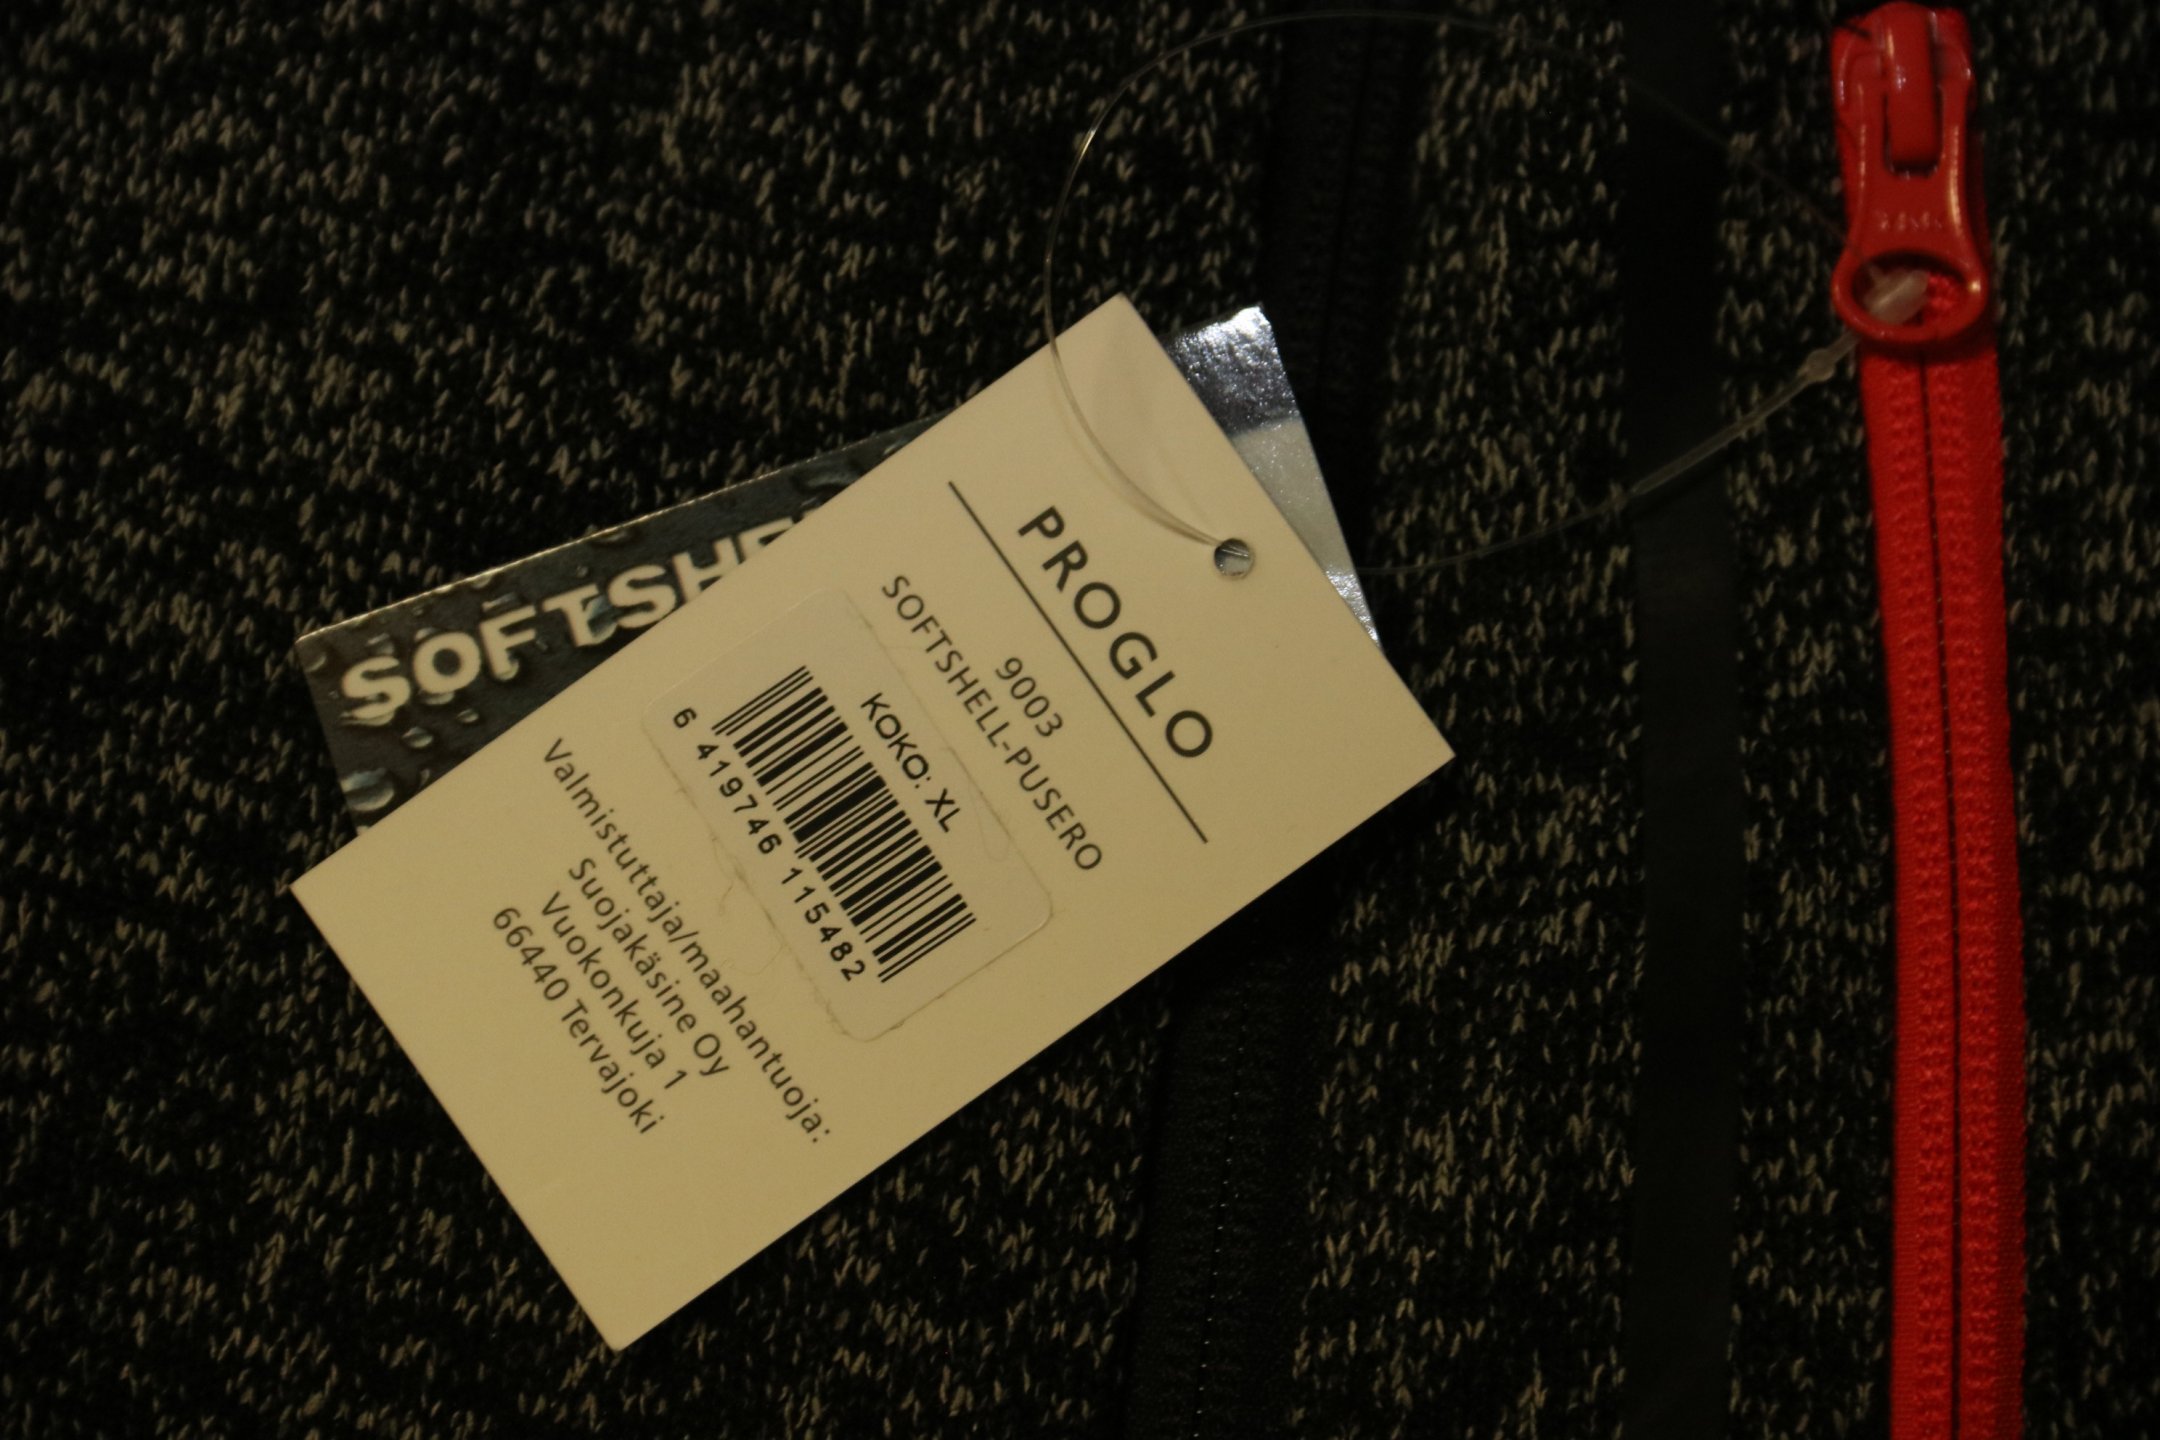 PROGLO
9003
SOFTSHELL-PUSERO
KOKO: XL
6 419746 115482
Valmistuttaja/maahantuoja:
Suojakäsine Oy
Vuokonkuja 1
66440 Tervajoki
SOFTSHE